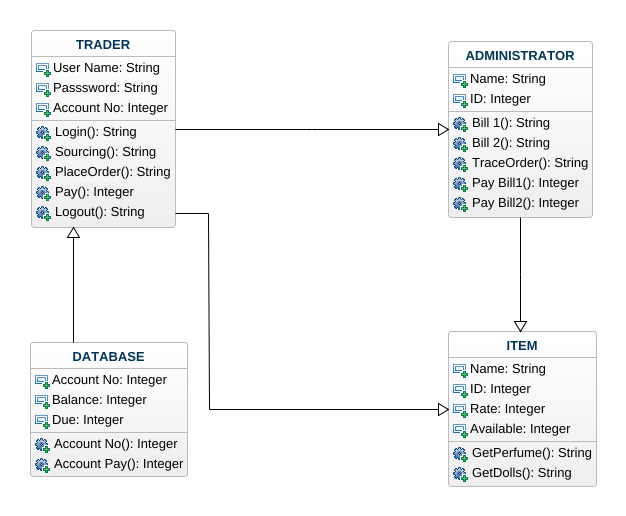 TRADER
User Name: String
Passsword: String
Account No: Integer
Login(): String
Sourcing(): String
PlaceOrder(): String
Pay(): Integer
Logout(): String
ADMINISTRATOR
Name: String
ID: Integer
Bill 1(): String
Bill 2(): String
TraceOrder(): String
Pay Bill1(): Integer
Pay Bill2(): Integer
DATABASE
Account No: Integer
Balance: Integer
Due: Integer
Account No(): Integer
Account Pay(): Integer
ITEM
Name: String
ID: Integer
Rate: Integer
Available: Integer
GetPerfume(): String
GetDolls(): String